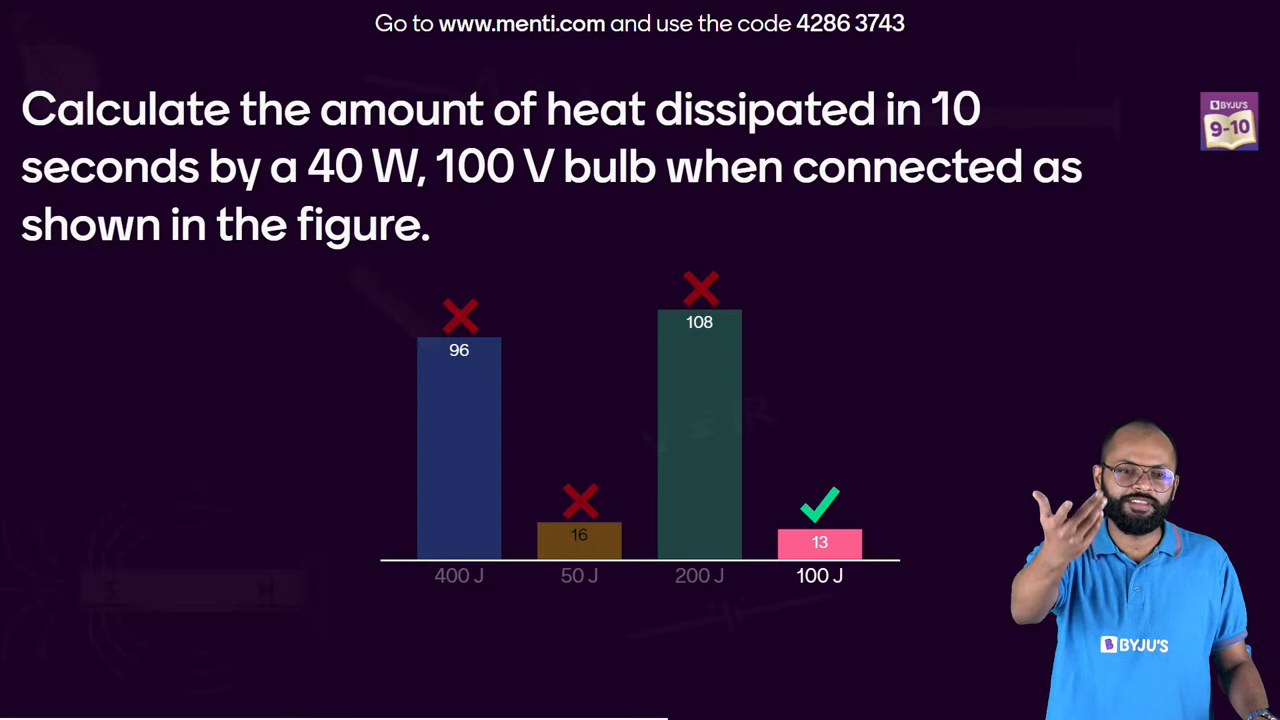 Go to www.menti.com and use the code 4286 3743
Calculate the amount of heat dissipated in 10
seconds by a 40 W, 100 V bulb when connected as
shown in the figure.
BYJU'S
9-10
108
96
16
13
400 J 50 J 200 J 100 J
BYJU'S
V = IR
N